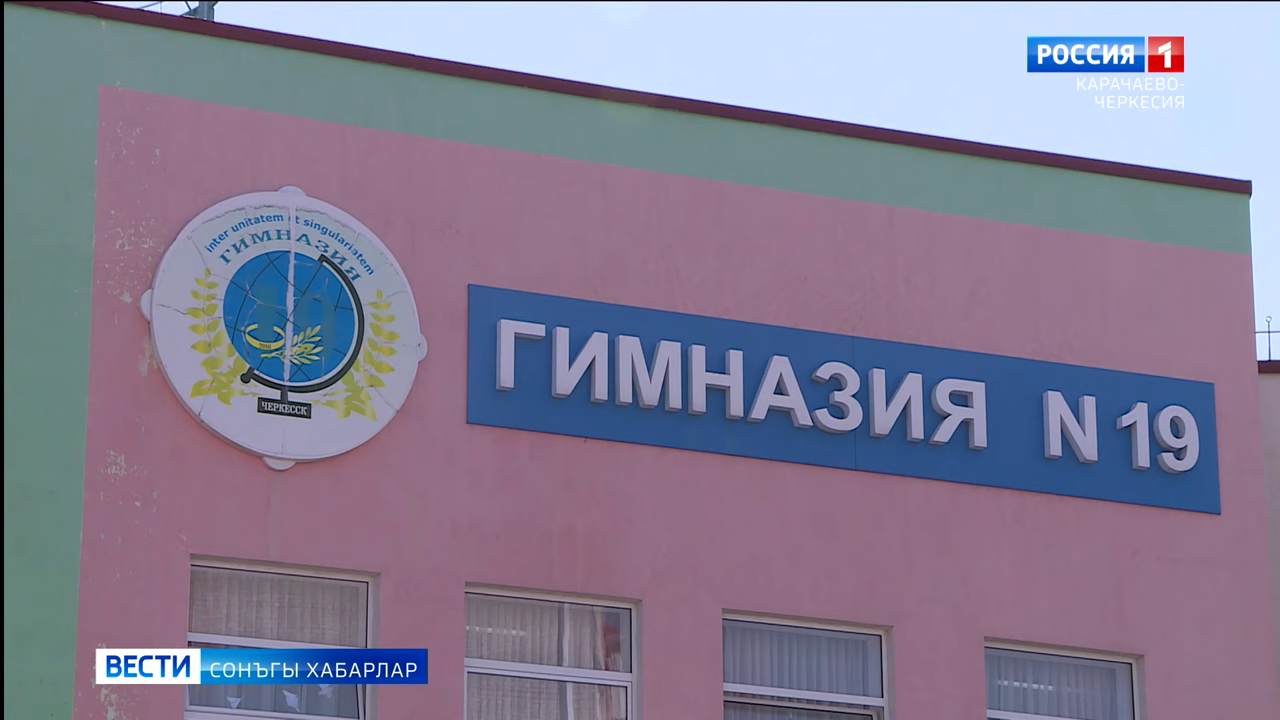 РОССИЯ 1
КАРАЧАЕВО-
ЧЕРКЕСИЯ
inter unitatem et singularitatem
ГИМНАЗИЯ
ЧЕРКЕССК
ГИМНАЗИЯ N 19
ВЕСТИ СОНЪГЫ ХАБАРЛАР